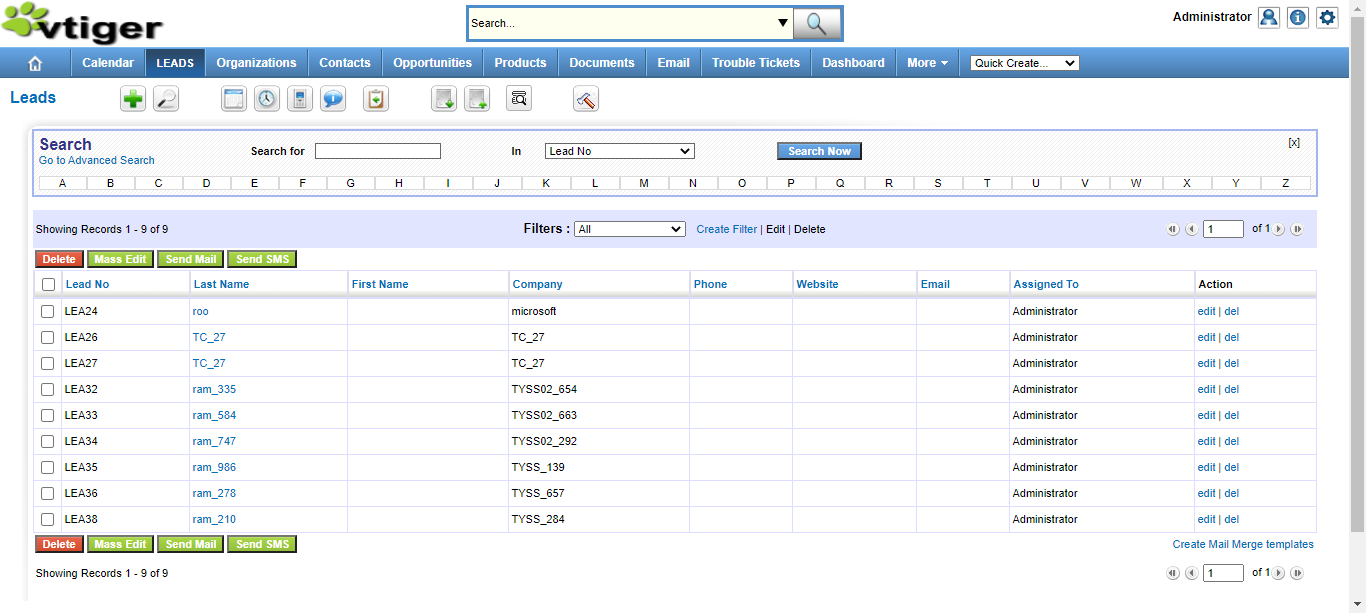 vtiger
Search...
Administrator
Calendar LEADS Organizations Contacts Opportunities Products Documents Email Trouble Tickets Dashboard More Quick Create...
Leads
Search
Go to Advanced Search
Search for In Lead No Search Now [X]
A B C D E F G H I J K L M N O P Q R S T U V W X Y Z
Showing Records 1 - 9 of 9 Filters : All Create Filter | Edit | Delete 1 of 1
Delete Mass Edit Send Mail Send SMS
Lead No Last Name First Name Company Phone Website Email Assigned To Action
LEA24 roo microsoft Administrator edit | del
LEA26 TC_27 TC_27 Administrator edit | del
LEA27 TC_27 TC_27 Administrator edit | del
LEA32 ram_335 TYSS02_654 Administrator edit | del
LEA33 ram_584 TYSS02_663 Administrator edit | del
LEA34 ram_747 TYSS02_292 Administrator edit | del
LEA35 ram_986 TYSS_139 Administrator edit | del
LEA36 ram_278 TYSS_657 Administrator edit | del
LEA38 ram_210 TYSS_284 Administrator edit | del
Delete Mass Edit Send Mail Send SMS Create Mail Merge templates
Showing Records 1 - 9 of 9 1 of 1